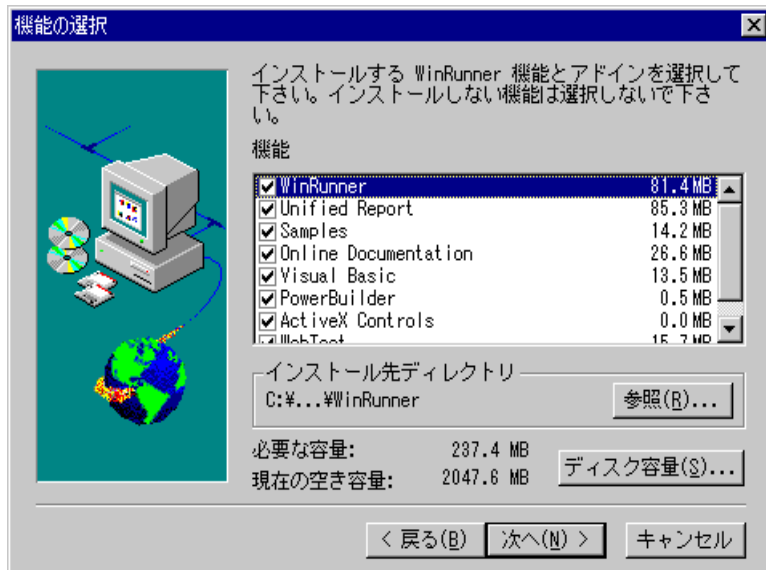 機能の選択
インストールする WinRunner 機能とアドインを選択して
下さい。インストールしない機能は選択しないで下さ
い。
機能
WinRunner 81.4 MB
Unified Report 85.3 MB
Samples 14.2 MB
Online Documentation 26.6 MB
Visual Basic 13.5 MB
PowerBuilder 0.5 MB
ActiveX Controls 0.0 MB
WebTest 15.7 MB
インストール先ディレクトリ
C:¥...¥WinRunner
参照(R)...
必要な容量: 237.4 MB
現在の空き容量: 2047.6 MB
ディスク容量(S)...
< 戻る(B)
次へ(N) >
キャンセル